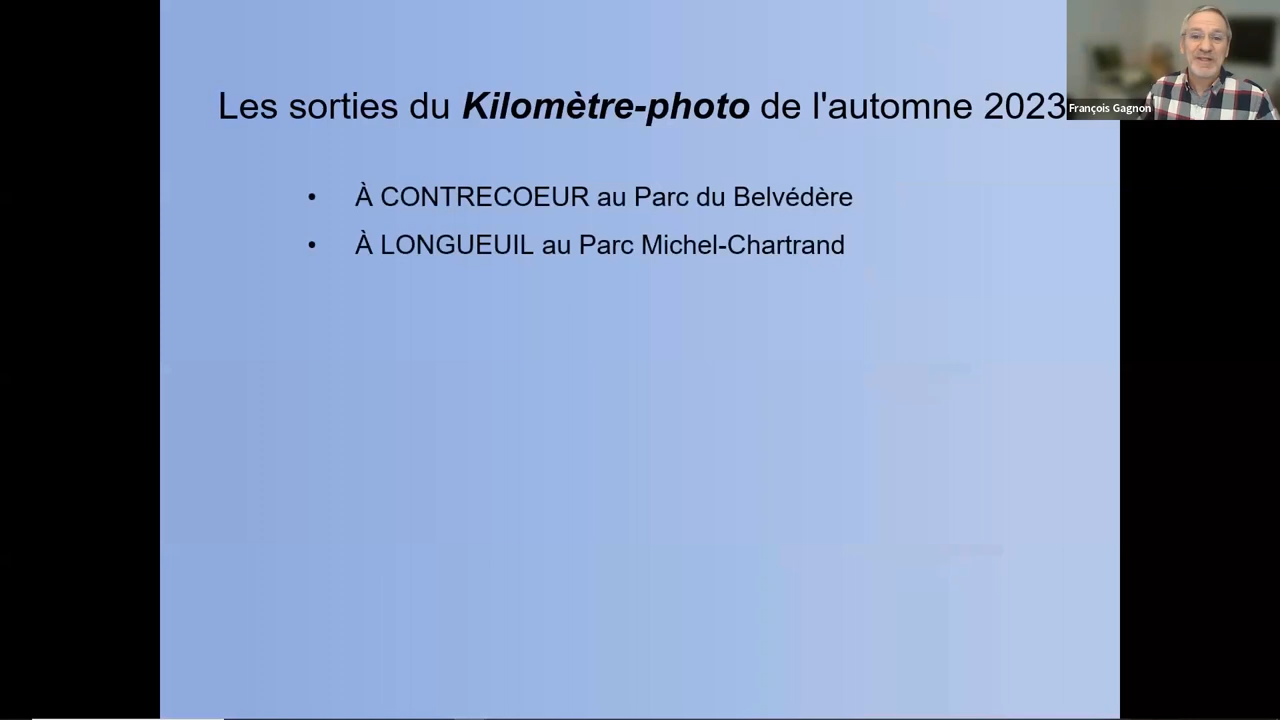 Les sorties du Kilomètre-photo de l'automne 2023
François Gagnon
• À CONTRECOEUR au Parc du Belvédère
• À LONGUEUIL au Parc Michel-Chartrand